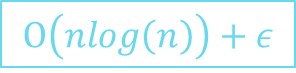 O(nlog(n)) + ϵ